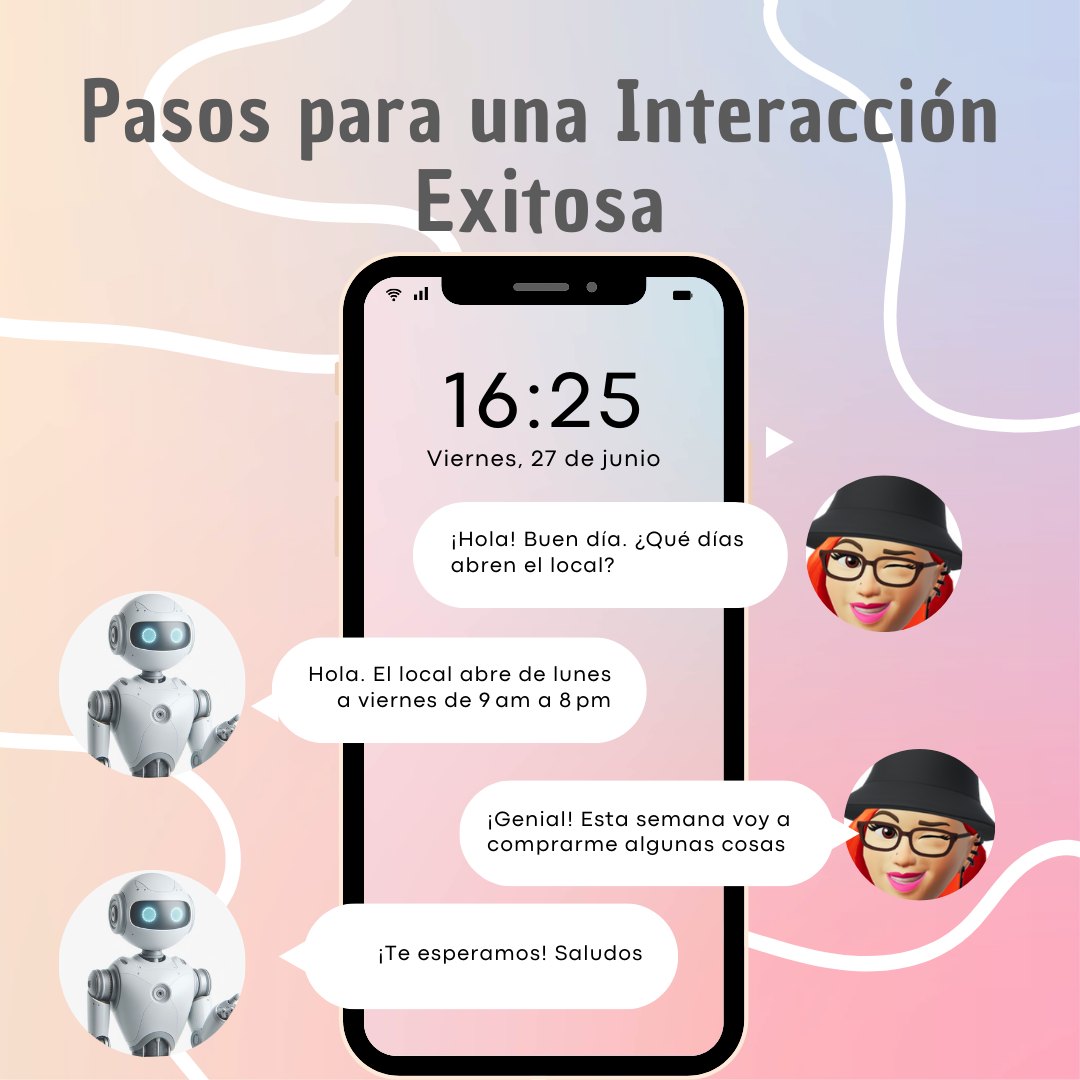 Pasos para una Interacción
Exitosa
16:25
Viernes, 27 de junio
¡Hola! Buen día. ¿Qué días
abren el local?
Hola. El local abre de lunes
a viernes de 9 am a 8 pm
¡Genial! Esta semana voy a
comprarme algunas cosas
¡Te esperamos! Saludos